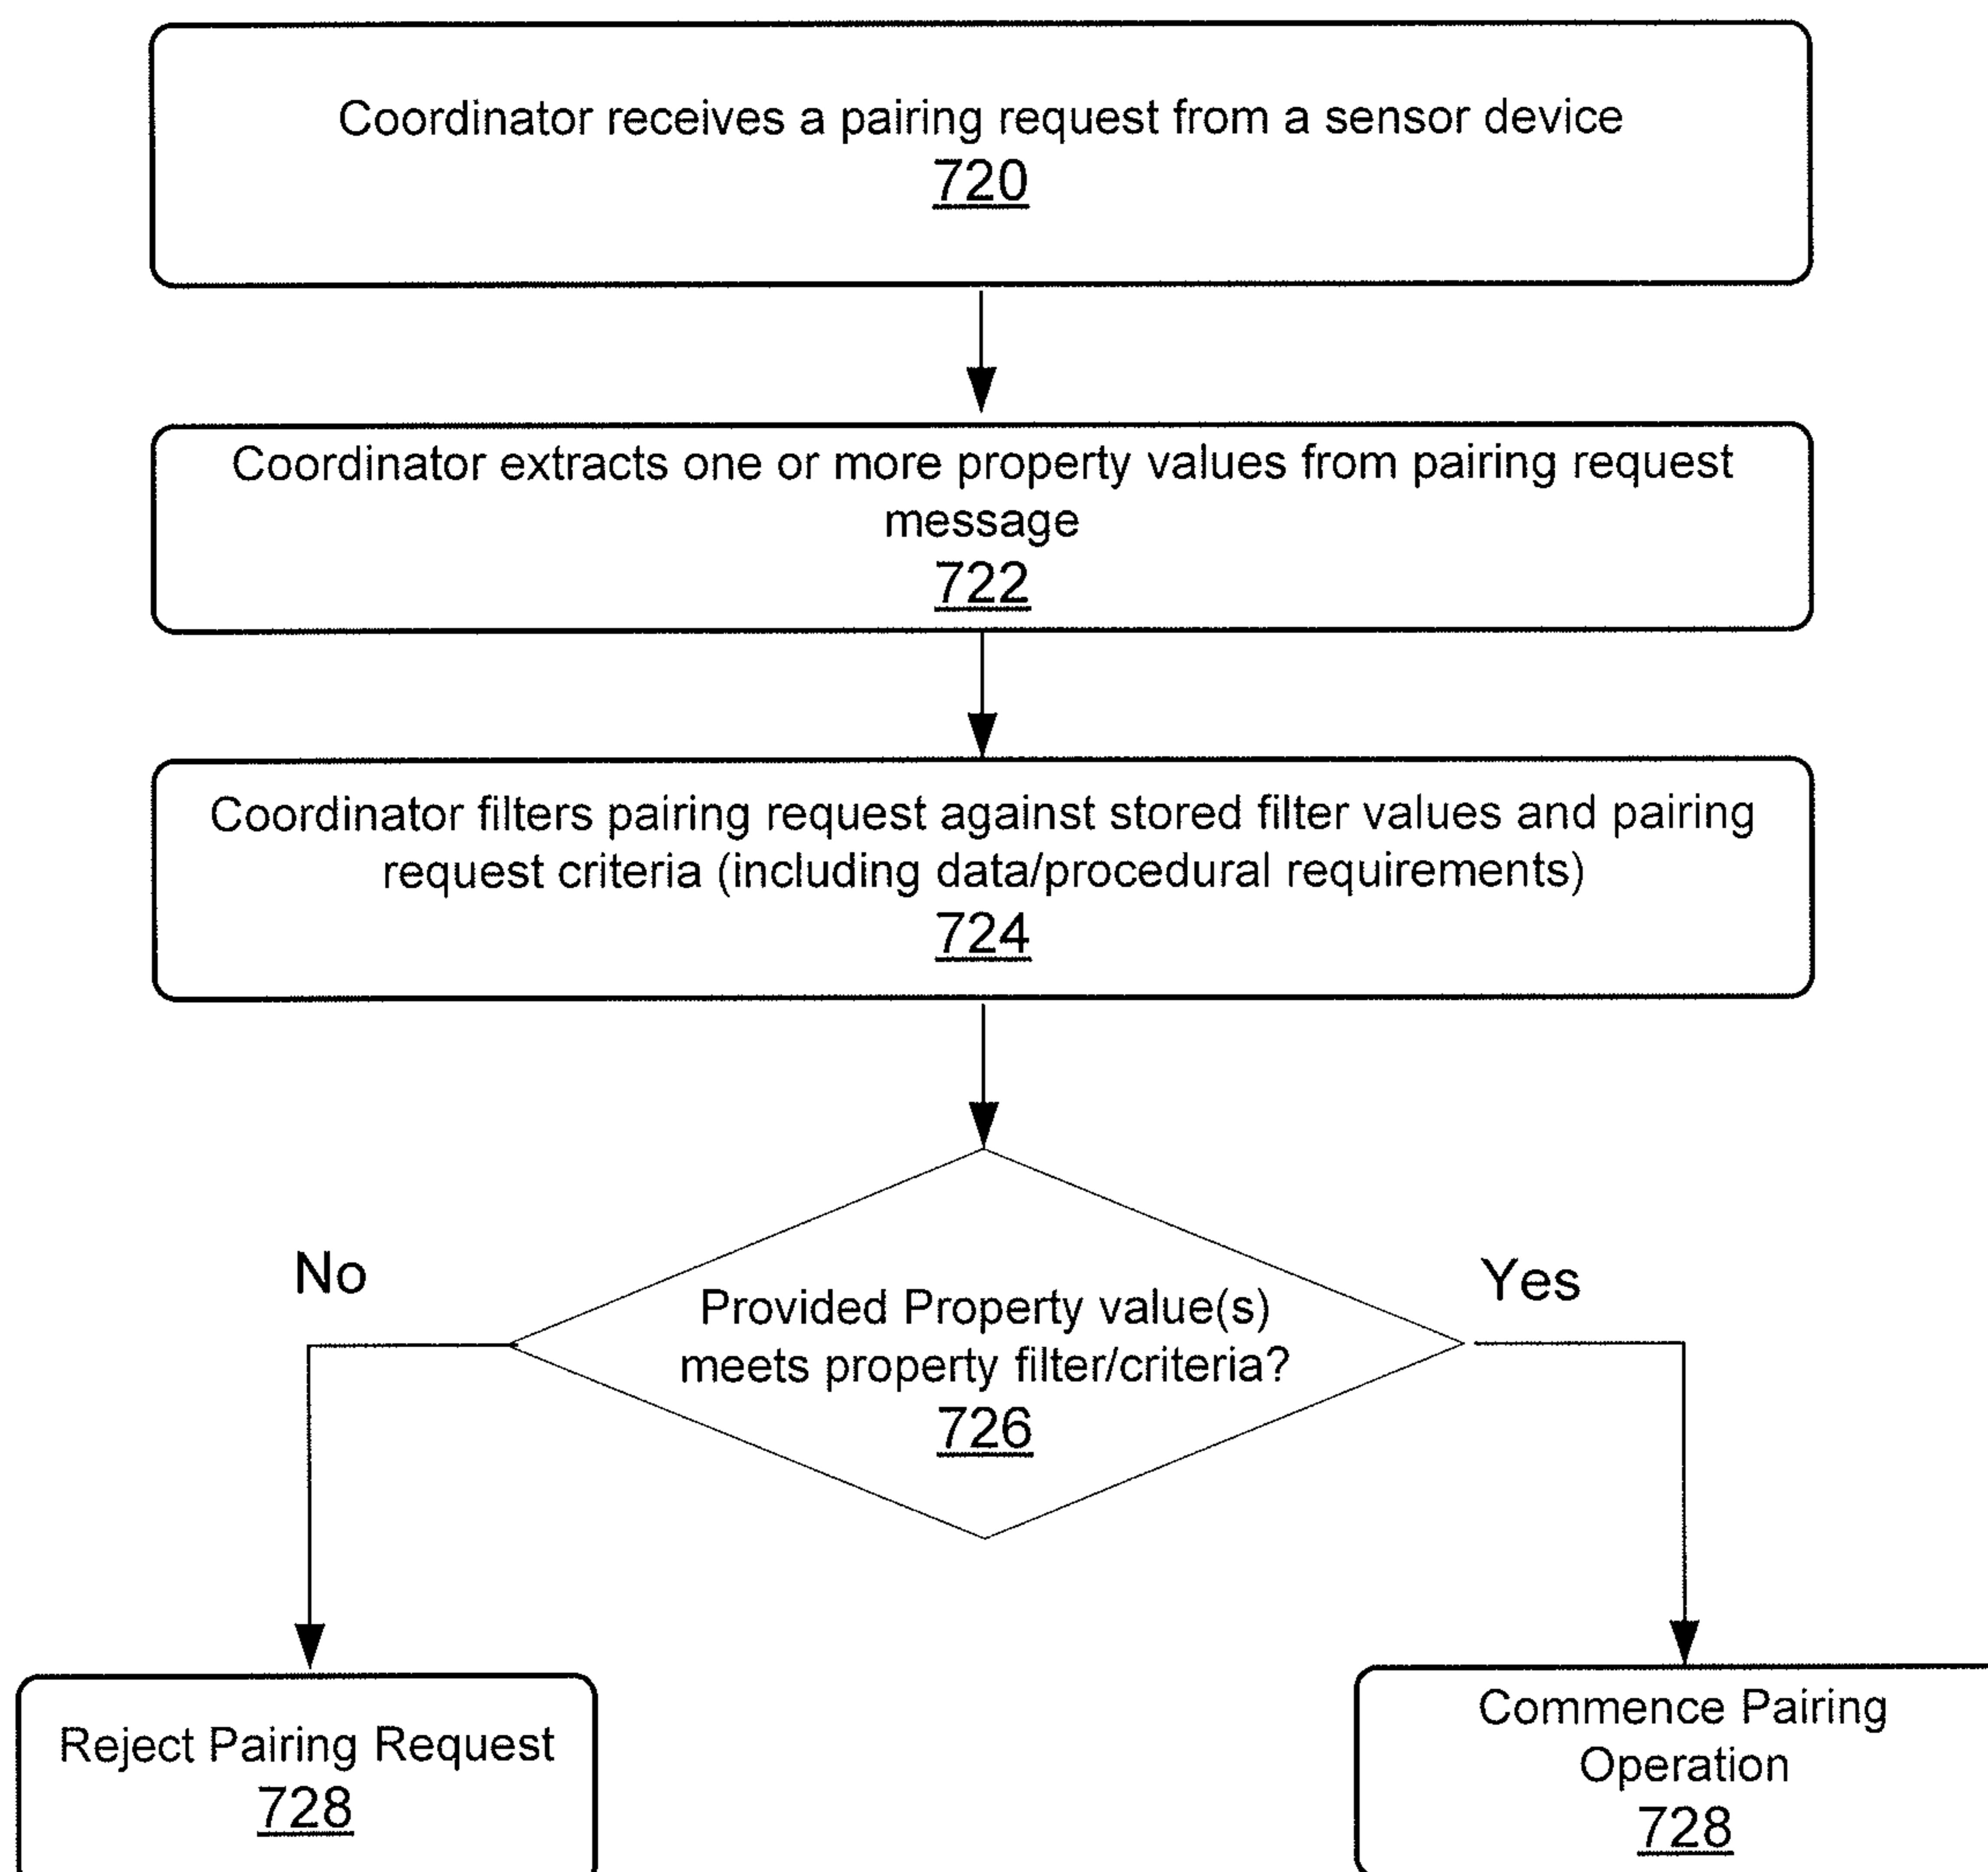 Coordinator receives a pairing request from a sensor device
720
Coordinator extracts one or more property values from pairing request
message
722
Coordinator filters pairing request against stored filter values and pairing
request criteria (including data/procedural requirements)
724
No
Yes
Provided Property value(s)
meets property filter/criteria?
726
Reject Pairing Request
728
Commence Pairing
Operation
728